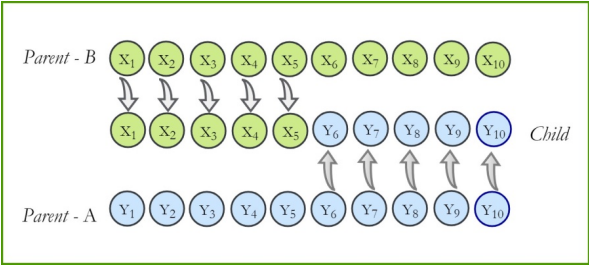 Parent - B X₁ X₂ X₃ X₄ X₅ X₆ X₇ X₈ X₉ X₁₀
X₁ X₂ X₃ X₄ X₅ Y₆ Y₇ Y₈ Y₉ Y₁₀ Child
Parent - A Y₁ Y₂ Y₃ Y₄ Y₅ Y₆ Y₇ Y₈ Y₉ Y₁₀